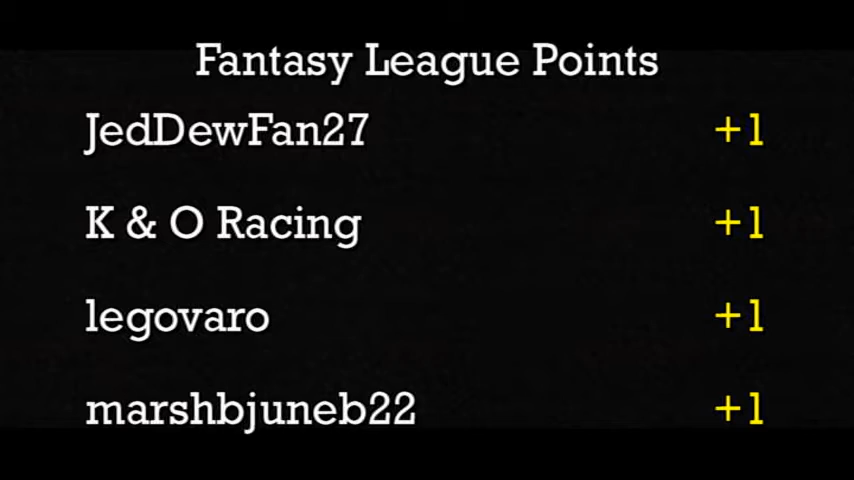 Fantasy League Points
JedDewFan27 +1
K & O Racing +1
legovaro +1
marshbjuneb22 +1